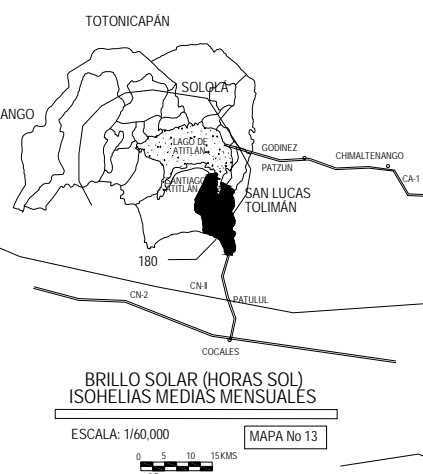 TOTONICAPÁN
SOLOLÁ
ANGO
LAGO DE
ATITLÁN
GODINEZ
PATZUN
CHIMALTENANGO
CA-1
SANTIAGO
ATITLÁN
SAN LUCAS
TOLIMÁN
180
CN-II
CN-2
PATULUL
COCALES
BRILLO SOLAR (HORAS SOL)
ISOHELIAS MEDIAS MENSUALES
ESCALA: 1/60,000
MAPA No 13
0 5 10 15KMS